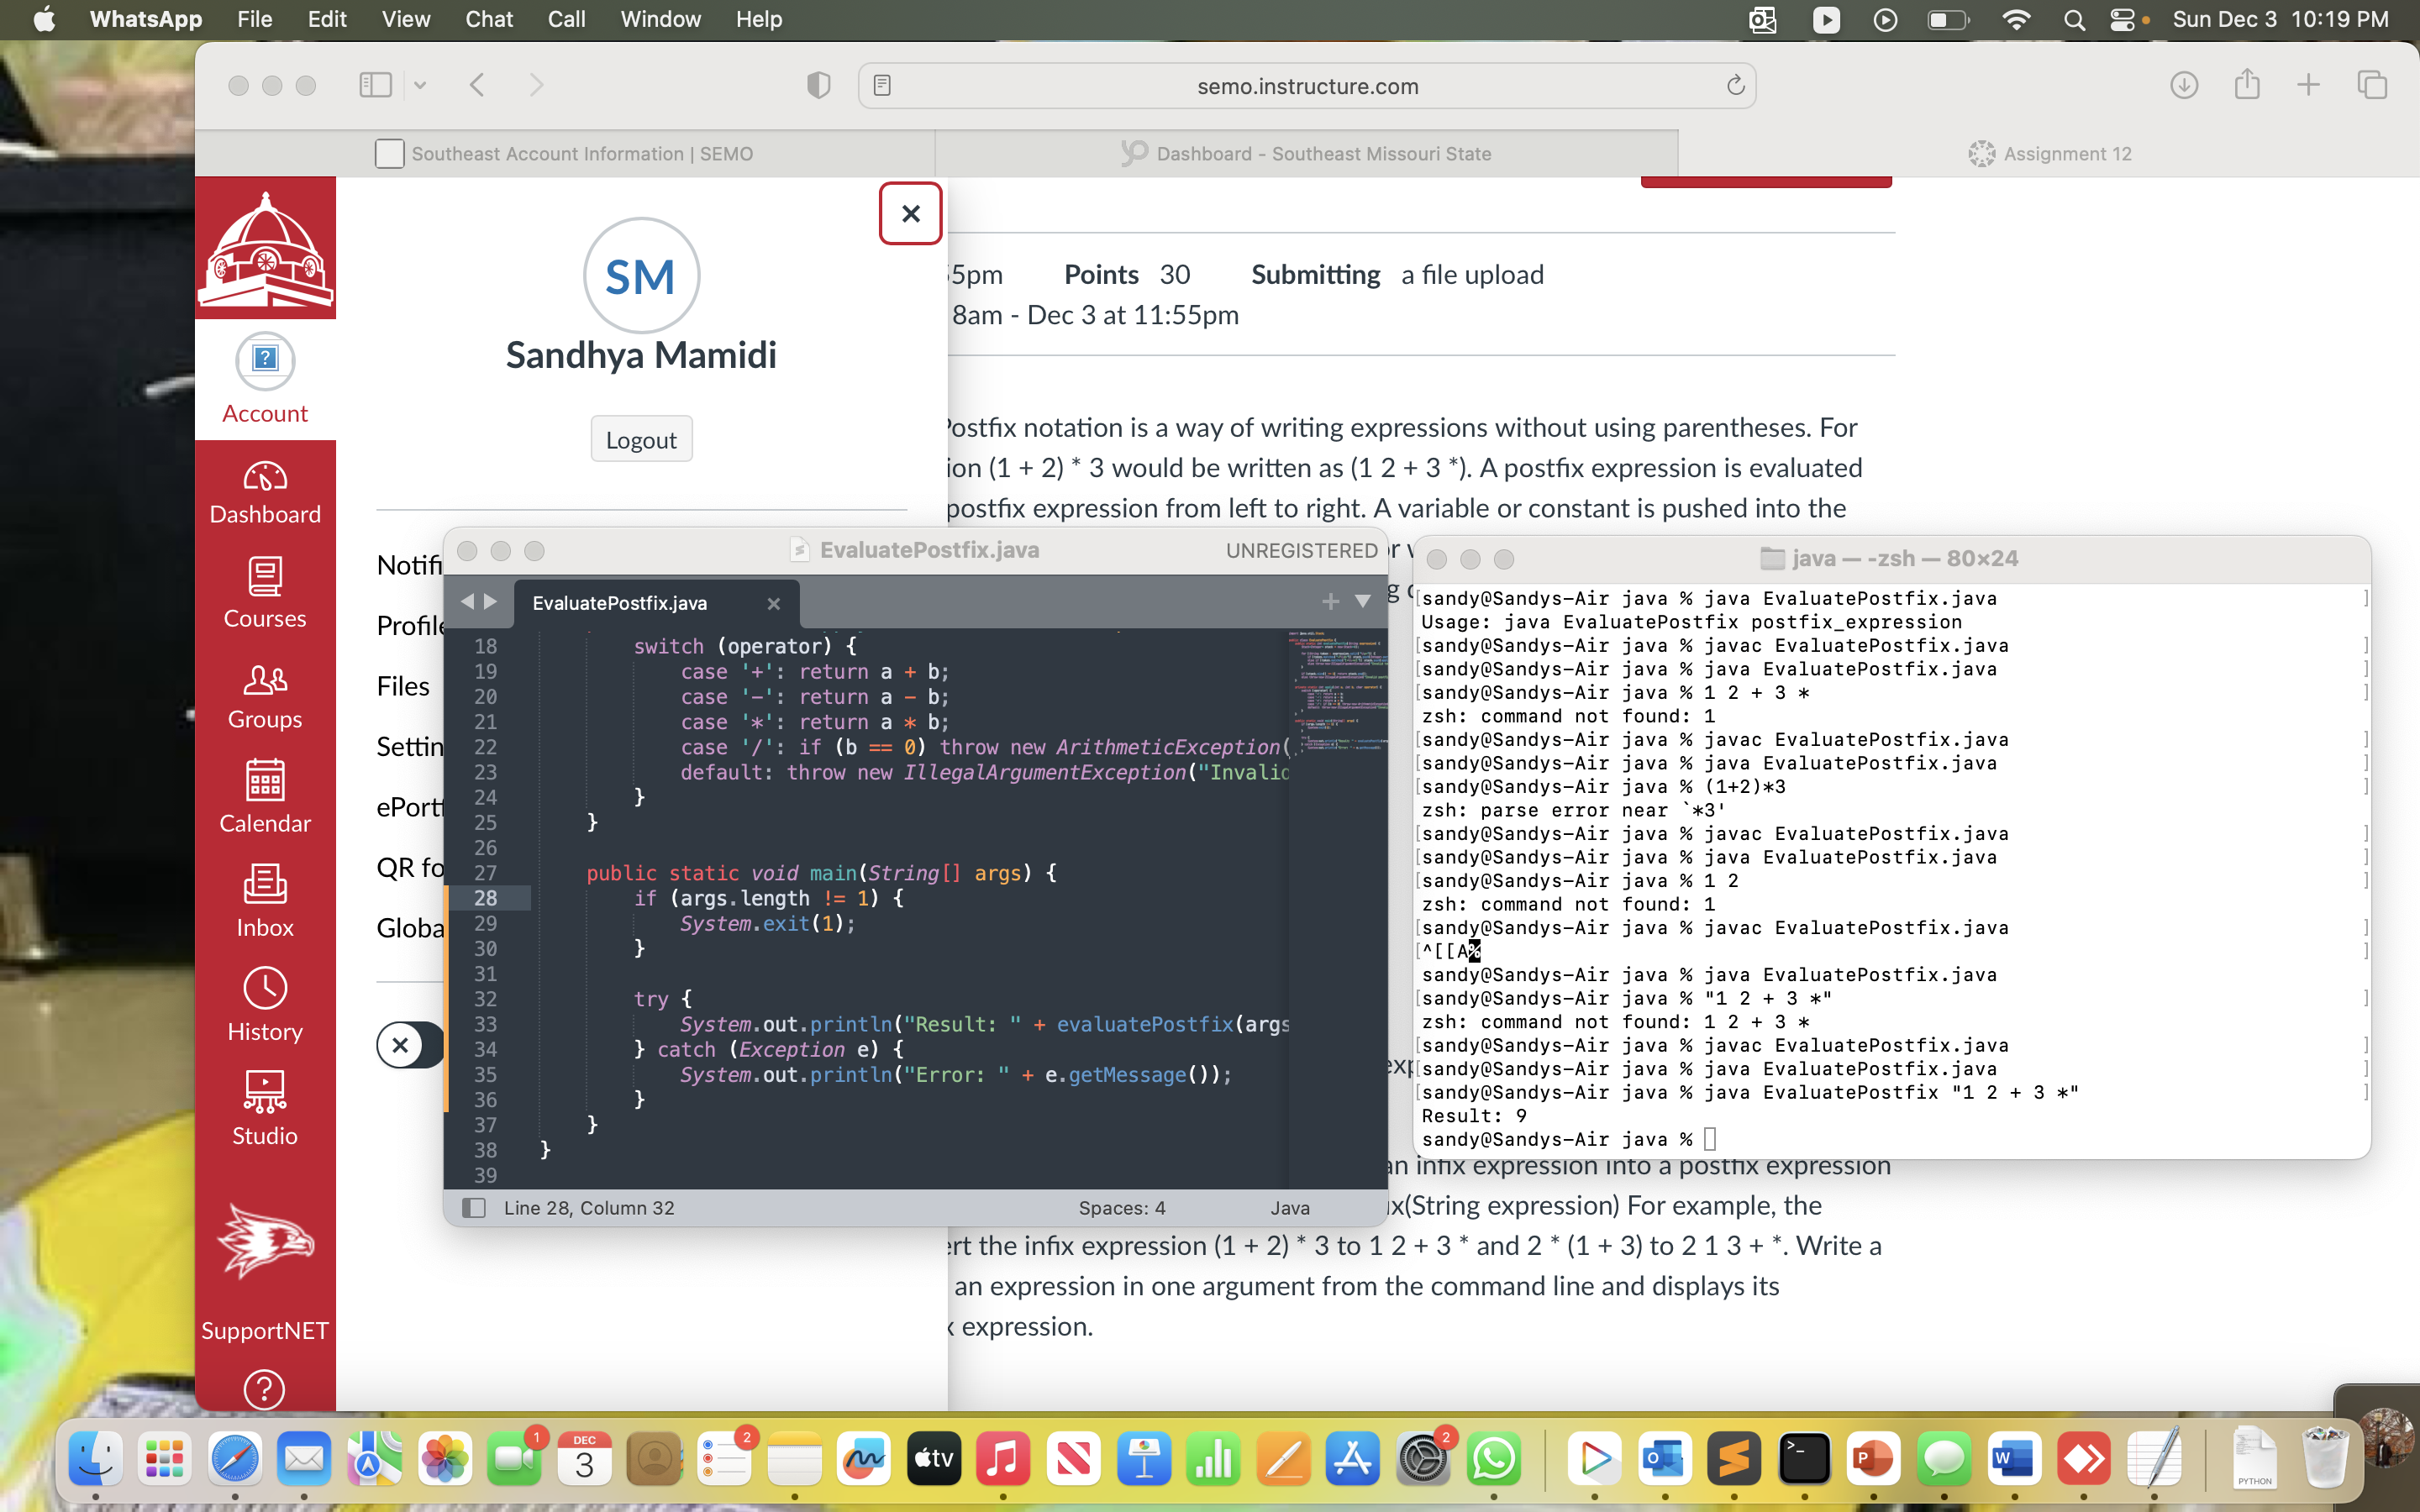 WhatsApp File Edit View Chat Call Window Help Sun Dec 3 10:19 PM
semo.instructure.com
Southeast Account Information | SEMO
Dashboard - Southeast Missouri State
Assignment 12
SM
Sandhya Mamidi
Logout
Account
Dashboard
Courses
Groups
Calendar
Inbox
History
Studio
SupportNET
Notifi
Profile
Files
Settin
ePortf
QR fo
Globa
5pm Points 30 Submitting a file upload
8am - Dec 3 at 11:55pm
Postfix notation is a way of writing expressions without using parentheses. For
ion (1 + 2) * 3 would be written as (1 2 + 3 *). A postfix expression is evaluated
postfix expression from left to right. A variable or constant is pushed into the
EvaluatePostfix.java UNREGISTERED
EvaluatePostfix.java
18 switch (operator) {
19 case '+': return a + b;
20 case '-': return a - b;
21 case '*': return a * b;
22 case '/': if (b == 0) throw new ArithmeticException(
23 default: throw new IllegalArgumentException("Invalid
24 }
25 }
26
27 public static void main(String[] args) {
28 if (args.length != 1) {
29 System.exit(1);
30 }
31
32 try {
33 System.out.println("Result: " + evaluatePostfix(args
34 } catch (Exception e) {
35 System.out.println("Error: " + e.getMessage());
36 }
37 }
38 }
39
Line 28, Column 32 Spaces: 4 Java
java — -zsh — 80×24
sandy@Sandys-Air java % java EvaluatePostfix.java
Usage: java EvaluatePostfix postfix_expression
sandy@Sandys-Air java % javac EvaluatePostfix.java
sandy@Sandys-Air java % java EvaluatePostfix.java
sandy@Sandys-Air java % 1 2 + 3 *
zsh: command not found: 1
sandy@Sandys-Air java % javac EvaluatePostfix.java
sandy@Sandys-Air java % java EvaluatePostfix.java
sandy@Sandys-Air java % (1+2)*3
zsh: parse error near `*3'
sandy@Sandys-Air java % javac EvaluatePostfix.java
sandy@Sandys-Air java % java EvaluatePostfix.java
sandy@Sandys-Air java % 1 2
zsh: command not found: 1
sandy@Sandys-Air java % javac EvaluatePostfix.java
^[[A%
sandy@Sandys-Air java % java EvaluatePostfix.java
sandy@Sandys-Air java % "1 2 + 3 *"
zsh: command not found: 1 2 + 3 *
sandy@Sandys-Air java % javac EvaluatePostfix.java
sandy@Sandys-Air java % java EvaluatePostfix.java
sandy@Sandys-Air java % java EvaluatePostfix "1 2 + 3 *"
Result: 9
sandy@Sandys-Air java %
an infix expression into a postfix expression
ix(String expression) For example, the
ert the infix expression (1 + 2) * 3 to 1 2 + 3 * and 2 * (1 + 3) to 2 1 3 + *. Write a
an expression in one argument from the command line and displays its
x expression.
1
DEC
3
2
tv
2
PYTHON